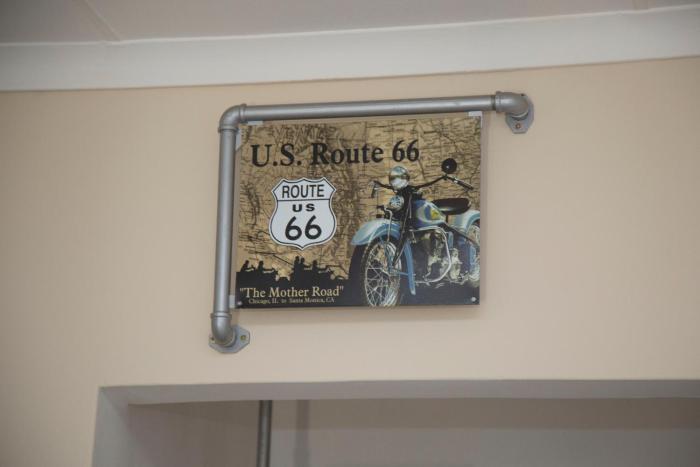 U.S. Route 66
ROUTE
US
66
"The Mother Road"
Chicago, IL to Santa Monica, CA